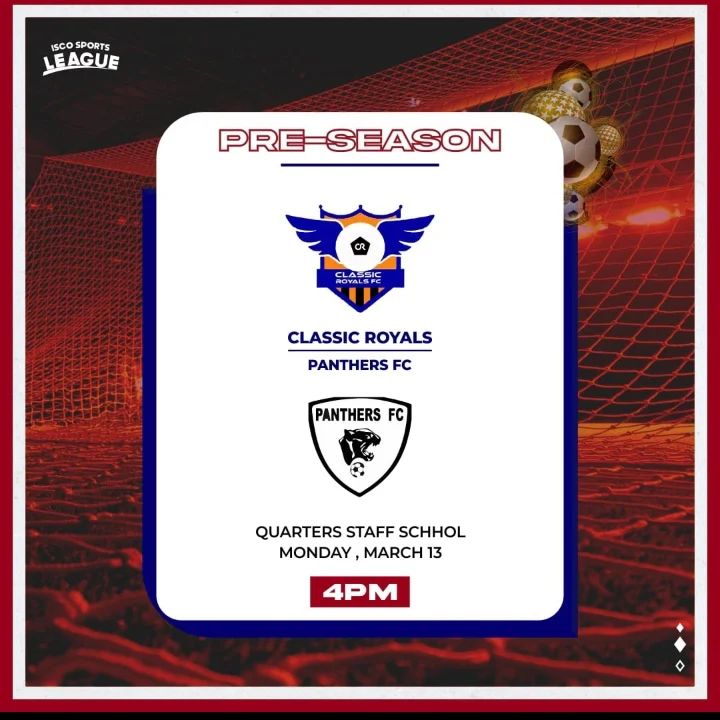 ISCO SPORTS
LEAGUE
PRE-SEASON
CR
CLASSIC
ROYALS FC
CLASSIC ROYALS
PANTHERS FC
PANTHERS FC
QUARTERS STAFF SCHHOL
MONDAY , MARCH 13
4PM